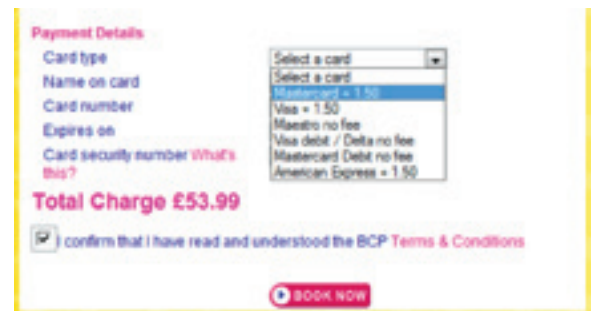 Payment Details
Card type Select a card
Select a card
Name on card Mastercard = 1.50
Card number Visa = 1.50
Maestro no fee
Expires on Visa debit / Delta no fee
Card security number What's this? Mastercard Debit no fee
American Express = 1.50
Total Charge £53.99
I confirm that I have read and understood the BCP Terms & Conditions
BOOK NOW